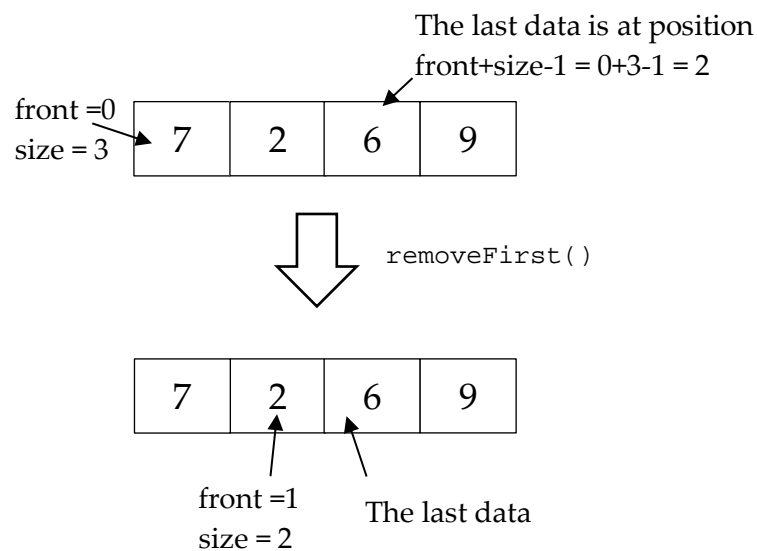 The last data is at position
front+size-1 = 0+3-1 = 2
front =0
size = 3
7 2 6 9
removeFirst()
7 2 6 9
front =1
size = 2
The last data